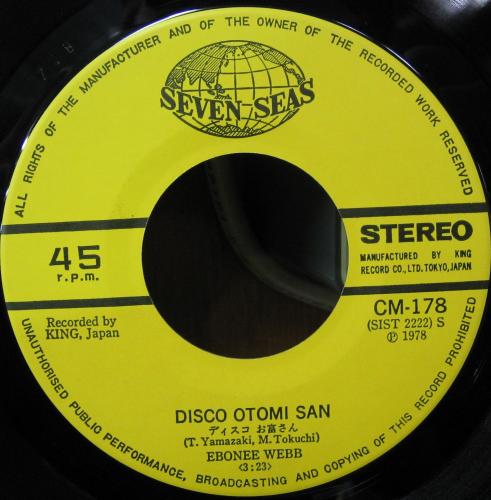 ALL RIGHTS OF THE MANUFACTURER AND OF THE OWNER OF THE RECORDED WORK RESERVED
SEVEN SEAS
45
r.p.m.
STEREO
MANUFACTURED BY KING
RECORD CO., LTD. TOKYO, JAPAN
Recorded by
KING, Japan
CM-178
(SIST 2222) S
Ⓟ 1978
DISCO OTOMI SAN
ディスコ お富さん
(T. Yamazaki, M. Tokuchi)
EBONEE WEBB
<3:23>
UNAUTHORISED PUBLIC PERFORMANCE, BROADCASTING AND COPYING OF THIS RECORD PROHIBITED